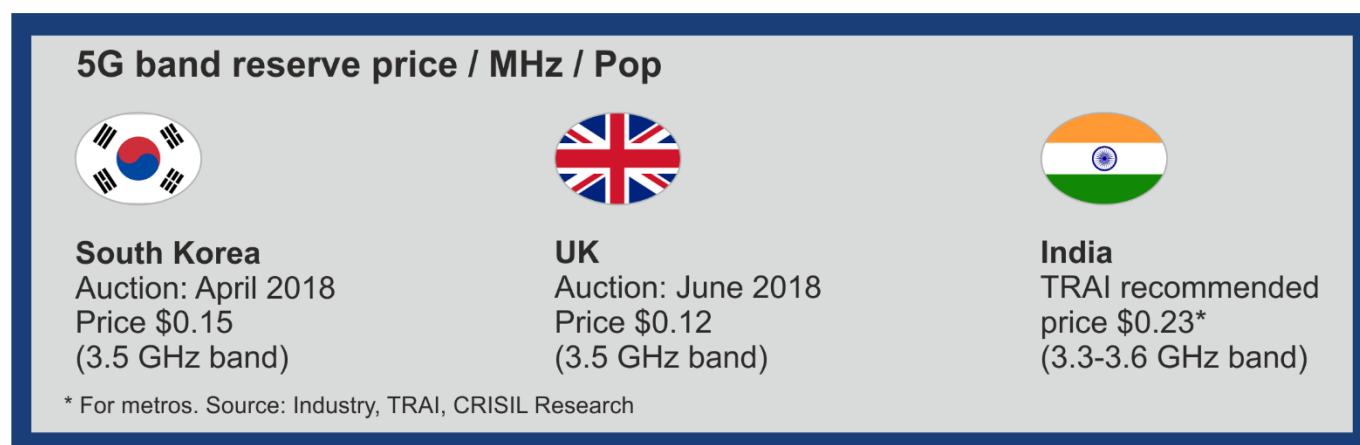 5G band reserve price / MHz / Pop
South Korea
Auction: April 2018
Price $0.15
(3.5 GHz band)
UK
Auction: June 2018
Price $0.12
(3.5 GHz band)
India
TRAI recommended
price $0.23*
(3.3-3.6 GHz band)
* For metros. Source: Industry, TRAI, CRISIL Research